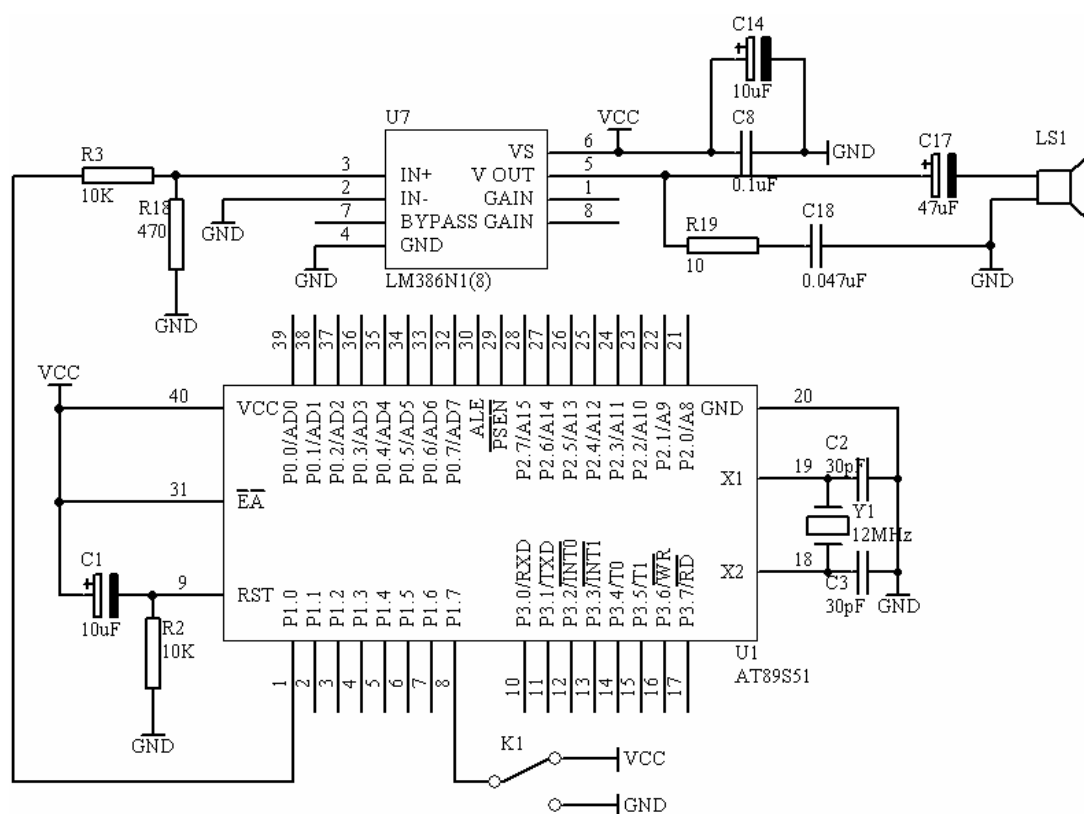 C14
10uF
U7
VCC
C8
0.1uF
GND
C17
47uF
LS1
R3
10K
R18
470
GND
3
2
7
4
IN+
IN-
BYPASS
GND
VS
V OUT
GAIN
GAIN
6
5
1
8
GND
GND
LM386N1(8)
R19
10
C18
0.047uF
GND
39
38
37
36
35
34
33
32
30
29
28
27
26
25
24
23
22
21
VCC
40
VCC
P0.0/AD0
P0.1/AD1
P0.2/AD2
P0.3/AD3
P0.4/AD4
P0.5/AD5
P0.6/AD6
P0.7/AD7
ALE
PSEN
P2.7/A15
P2.6/A14
P2.5/A13
P2.4/A12
P2.3/A11
P2.2/A10
P2.1/A9
P2.0/A8
GND
20
31
EA
X1
19
C2
30pF
Y1
12MHz
C1
10uF
9
RST
X2
18
C3
30pF
GND
R2
10K
GND
P1.0
P1.1
P1.2
P1.3
P1.4
P1.5
P1.6
P1.7
P3.0/RXD
P3.1/TXD
P3.2/INT0
P3.3/INT1
P3.4/T0
P3.5/T1
P3.6/WR
P3.7/RD
U1
AT89S51
1
2
3
4
5
6
7
8
10
11
12
13
14
15
16
17
K1
VCC
GND